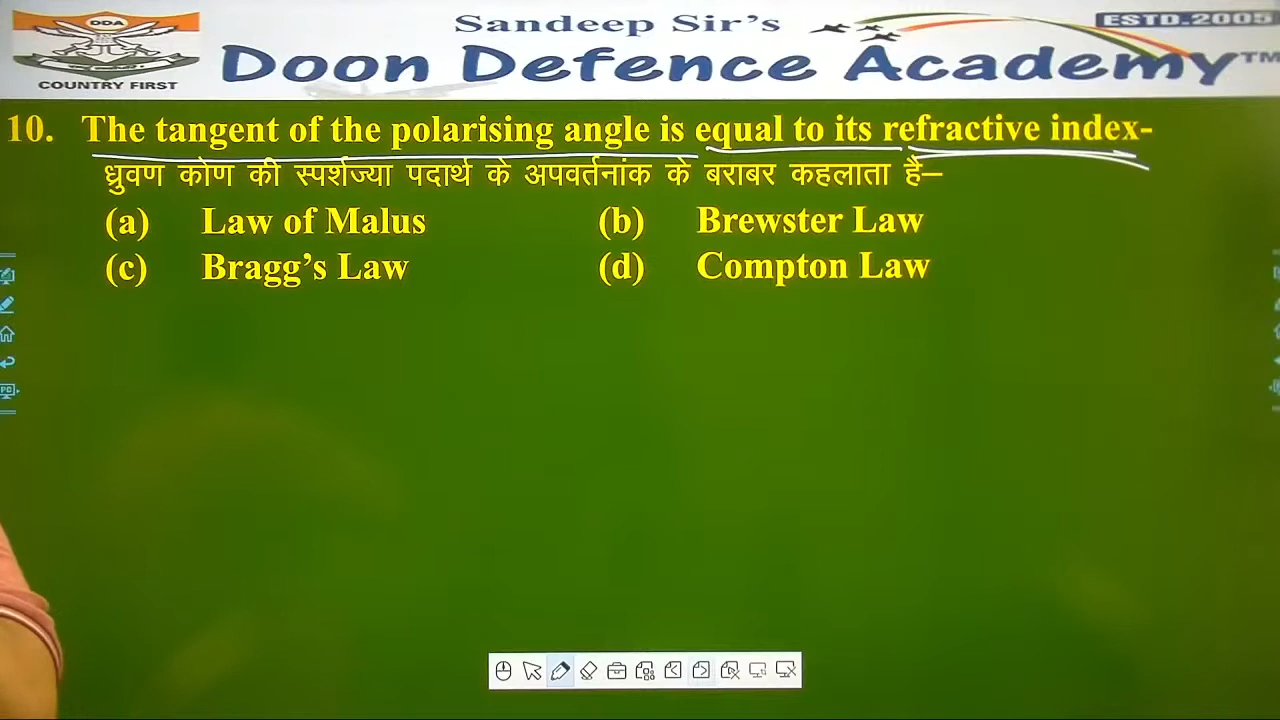 DDA
COUNTRY FIRST
Sandeep Sir's
ESTD.2005
Doon Defence Academy™
10. The tangent of the polarising angle is equal to its refractive index-
ध्रुवण कोण की स्पर्शज्या पदार्थ के अपवर्तनांक के बराबर कहलाता है–
(a) Law of Malus (b) Brewster Law
(c) Bragg's Law (d) Compton Law